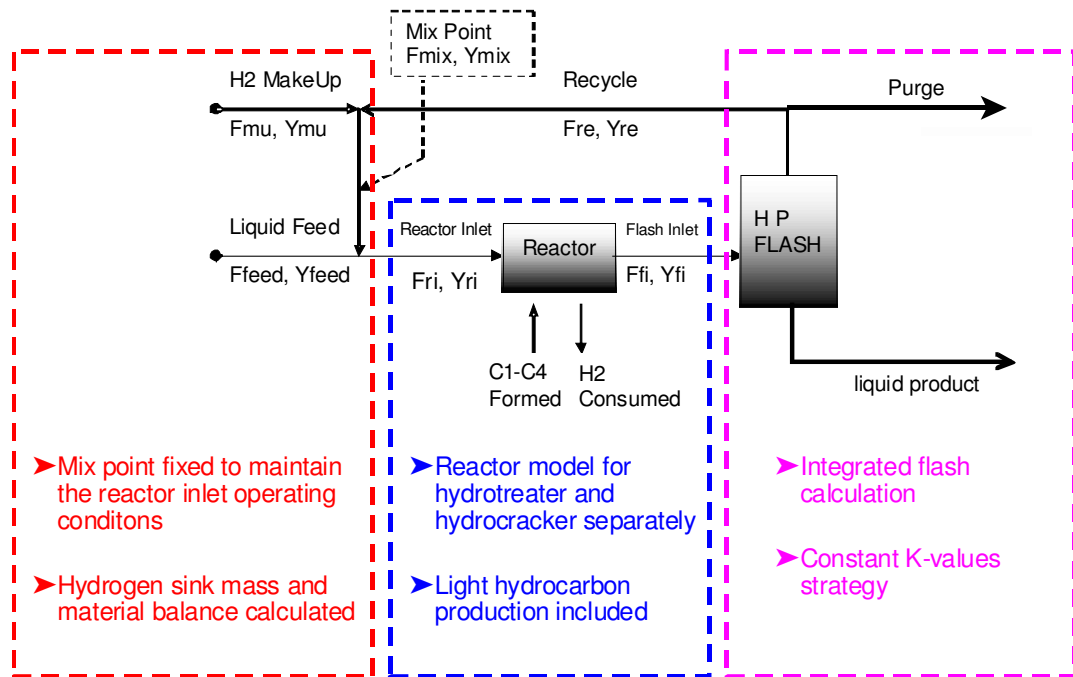 Mix Point
Fmix, Ymix
H2 MakeUp
Recycle
Purge
Fmu, Ymu
Fre, Yre
Liquid Feed
Ffeed, Yfeed
Reactor Inlet
Fri, Yri
Reactor
Flash Inlet
Ffi, Yfi
H P
FLASH
C1-C4
Formed
H2
Consumed
liquid product
➤Mix point fixed to maintain
the reactor inlet operating
conditons
➤Hydrogen sink mass and
material balance calculated
➤Reactor model for
hydrotreater and
hydrocracker separately
➤Light hydrocarbon
production included
➤Integrated flash
calculation
➤Constant K-values
strategy